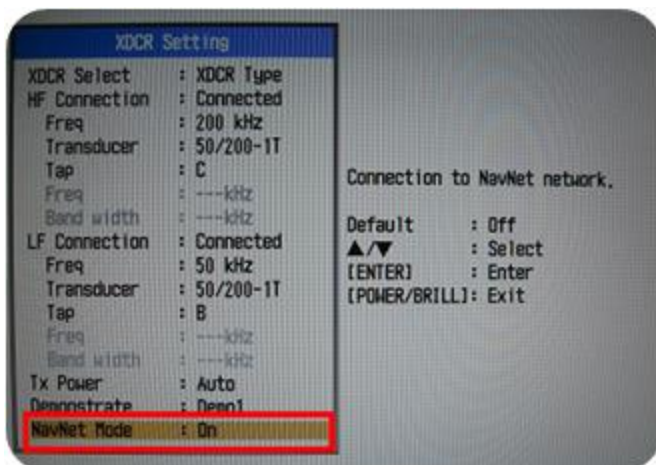 XDCR Setting
XDCR Select : XDCR Type
HF Connection : Connected
Freq : 200 kHz
Transducer : 50/200-1T
Tap : C
Freq : ---kHz
Band width : ---kHz
LF Connection : Connected
Freq : 50 kHz
Transducer : 50/200-1T
Tap : B
Freq : ---kHz
Band width : ---kHz
Tx Power : Auto
Demonstrate : Demo1
NavNet Mode : On
Connection to NavNet network.
Default : Off
▲/▼ : Select
[ENTER] : Enter
[POWER/BRILL]: Exit